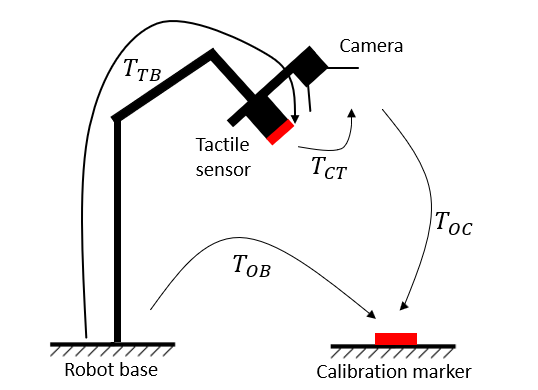 Camera
T_TB
Tactile
sensor
T_CT
T_OC
T_OB
Robot base
Calibration marker